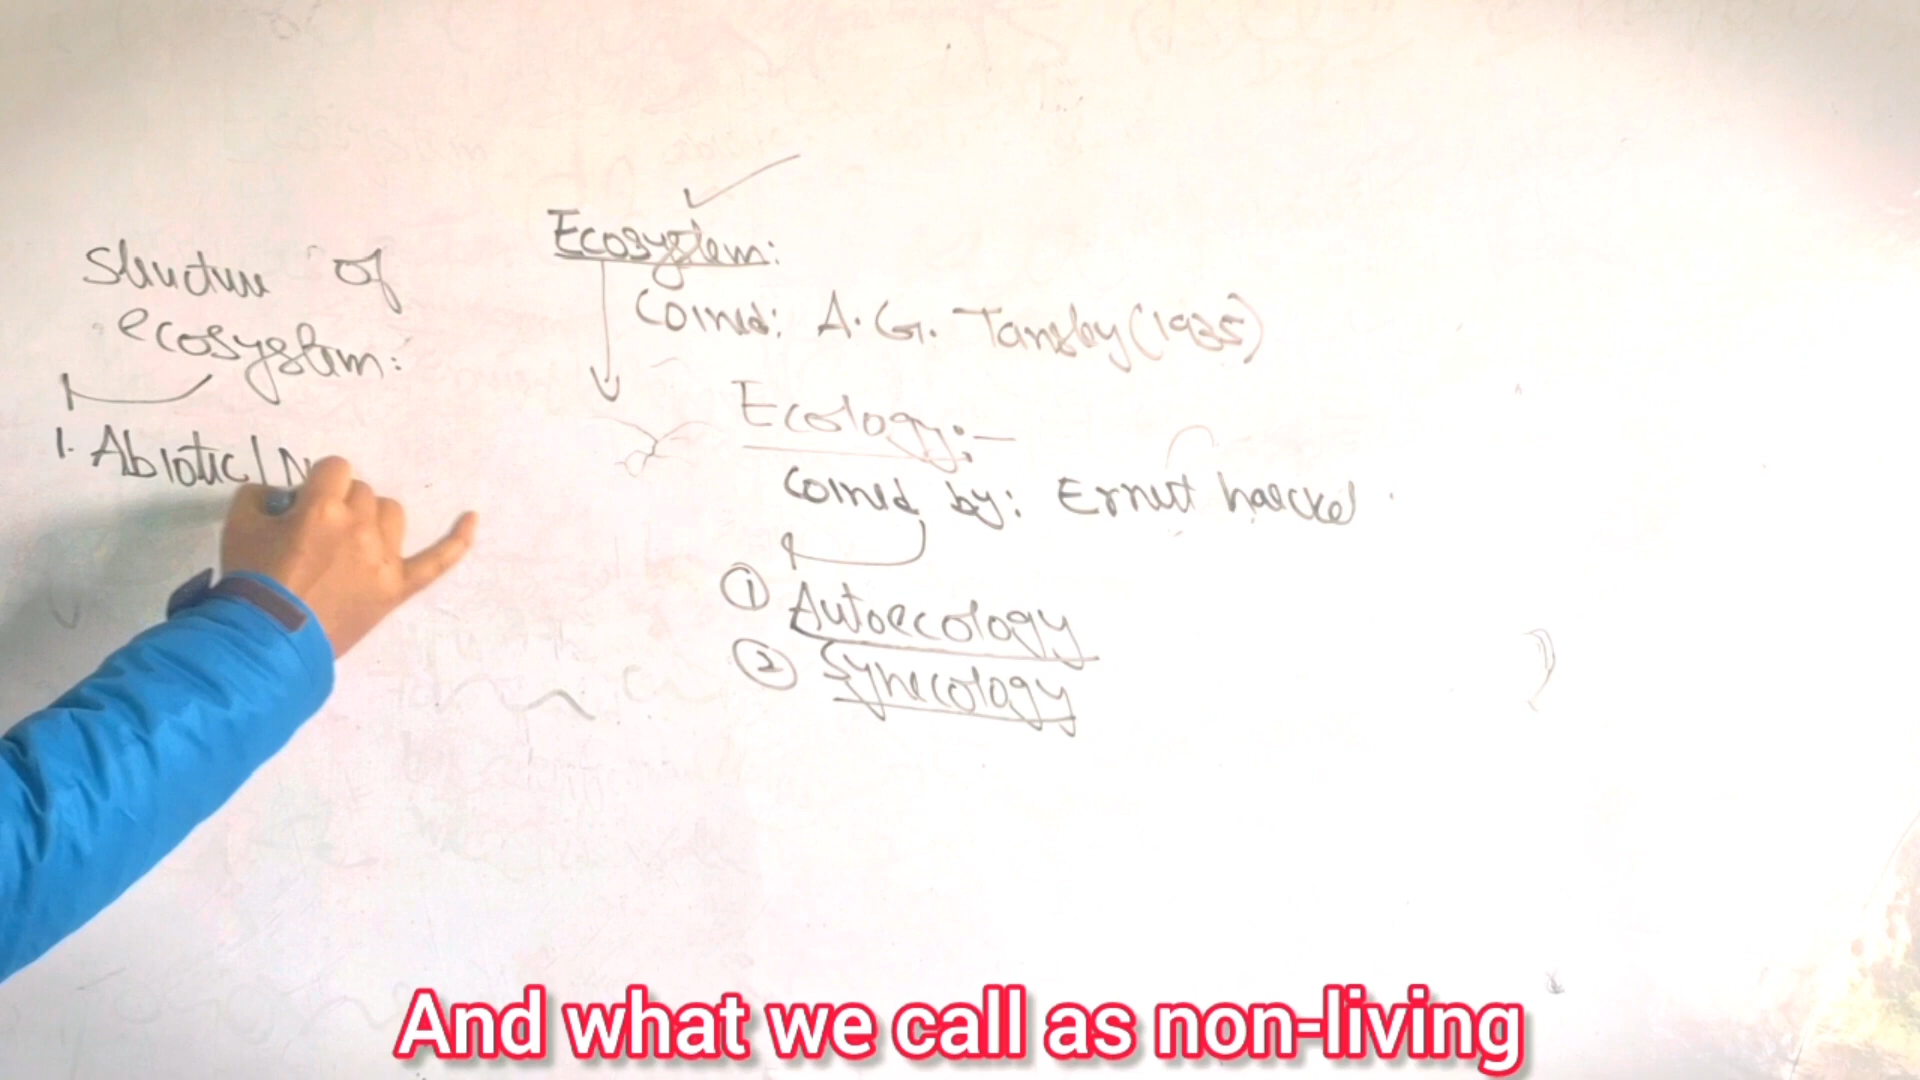 Structure of
ecosystem:
1. Abiotic/N
Ecosystem:
Coined: A. G. Tansley (1935)
Ecology:-
Coined by: Ernest haeckel
① Autoecology
② Synecology
And what we call as non-living